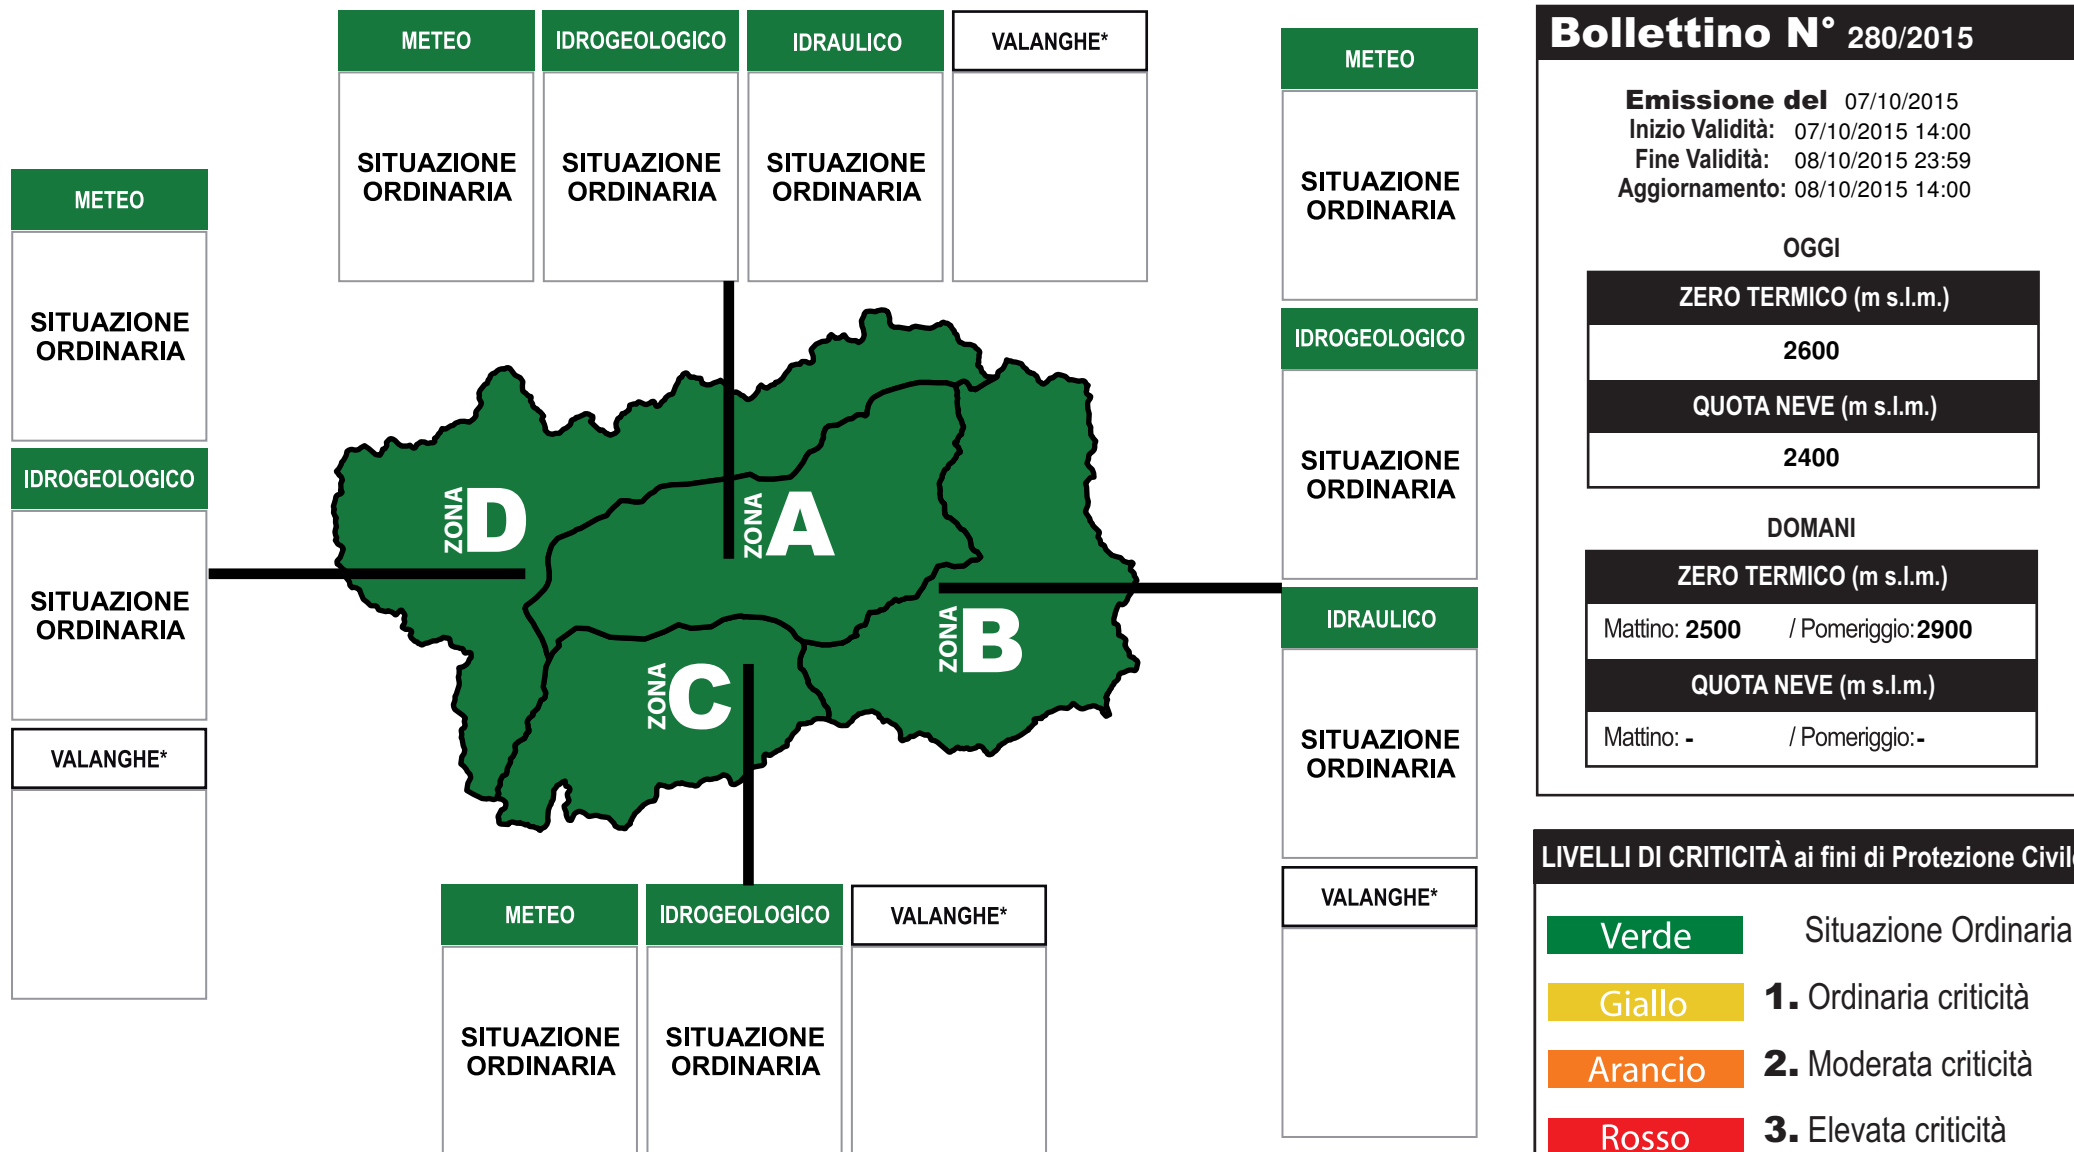 METEO
IDROGEOLOGICO
IDRAULICO
VALANGHE*
SITUAZIONE
ORDINARIA
SITUAZIONE
ORDINARIA
SITUAZIONE
ORDINARIA
METEO
SITUAZIONE
ORDINARIA
IDROGEOLOGICO
SITUAZIONE
ORDINARIA
VALANGHE*
ZONA D
ZONA A
ZONA B
ZONA C
METEO
SITUAZIONE
ORDINARIA
IDROGEOLOGICO
SITUAZIONE
ORDINARIA
IDRAULICO
SITUAZIONE
ORDINARIA
VALANGHE*
METEO
IDROGEOLOGICO
VALANGHE*
SITUAZIONE
ORDINARIA
SITUAZIONE
ORDINARIA
Bollettino N° 280/2015
Emissione del 07/10/2015
Inizio Validità: 07/10/2015 14:00
Fine Validità: 08/10/2015 23:59
Aggiornamento: 08/10/2015 14:00
OGGI
ZERO TERMICO (m s.l.m.)
2600
QUOTA NEVE (m s.l.m.)
2400
DOMANI
ZERO TERMICO (m s.l.m.)
Mattino: 2500 / Pomeriggio: 2900
QUOTA NEVE (m s.l.m.)
Mattino: - / Pomeriggio: -
LIVELLI DI CRITICITÀ ai fini di Protezione Civile
Verde Situazione Ordinaria
Giallo 1. Ordinaria criticità
Arancio 2. Moderata criticità
Rosso 3. Elevata criticità